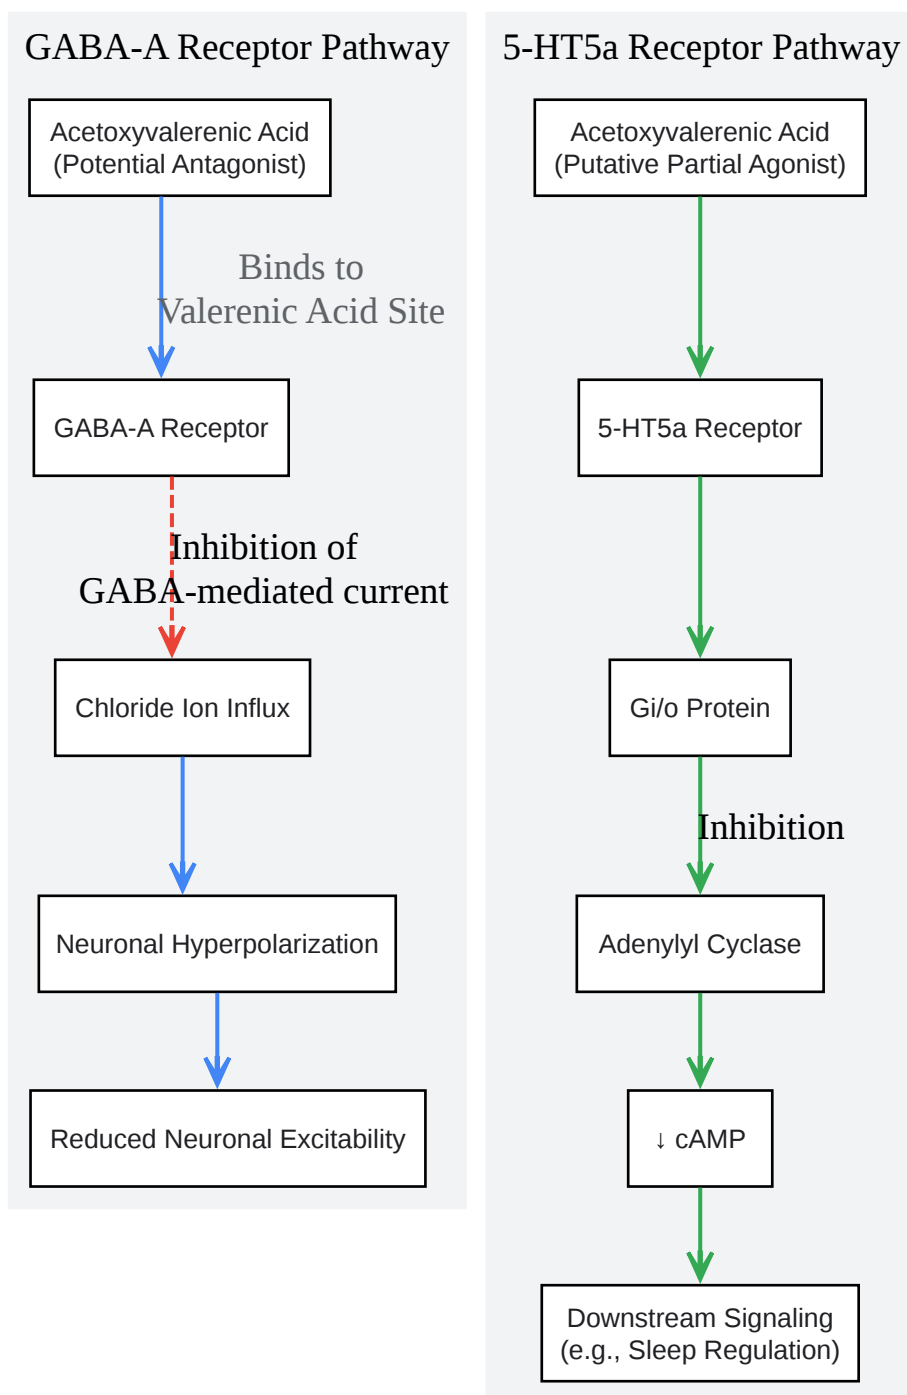 GABA-A Receptor Pathway
Acetoxyvalerenic Acid
(Potential Antagonist)
Binds to
Valerenic Acid Site
GABA-A Receptor
Inhibition of
GABA-mediated current
Chloride Ion Influx
Neuronal Hyperpolarization
Reduced Neuronal Excitability
5-HT5a Receptor Pathway
Acetoxyvalerenic Acid
(Putative Partial Agonist)
5-HT5a Receptor
Gi/o Protein
Inhibition
Adenylyl Cyclase
↓ cAMP
Downstream Signaling
(e.g., Sleep Regulation)